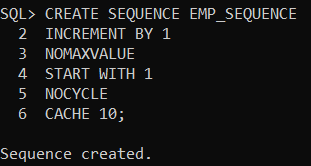 SQL> CREATE SEQUENCE EMP_SEQUENCE
2 INCREMENT BY 1
3 NOMAXVALUE
4 START WITH 1
5 NOCYCLE
6 CACHE 10;
Sequence created.